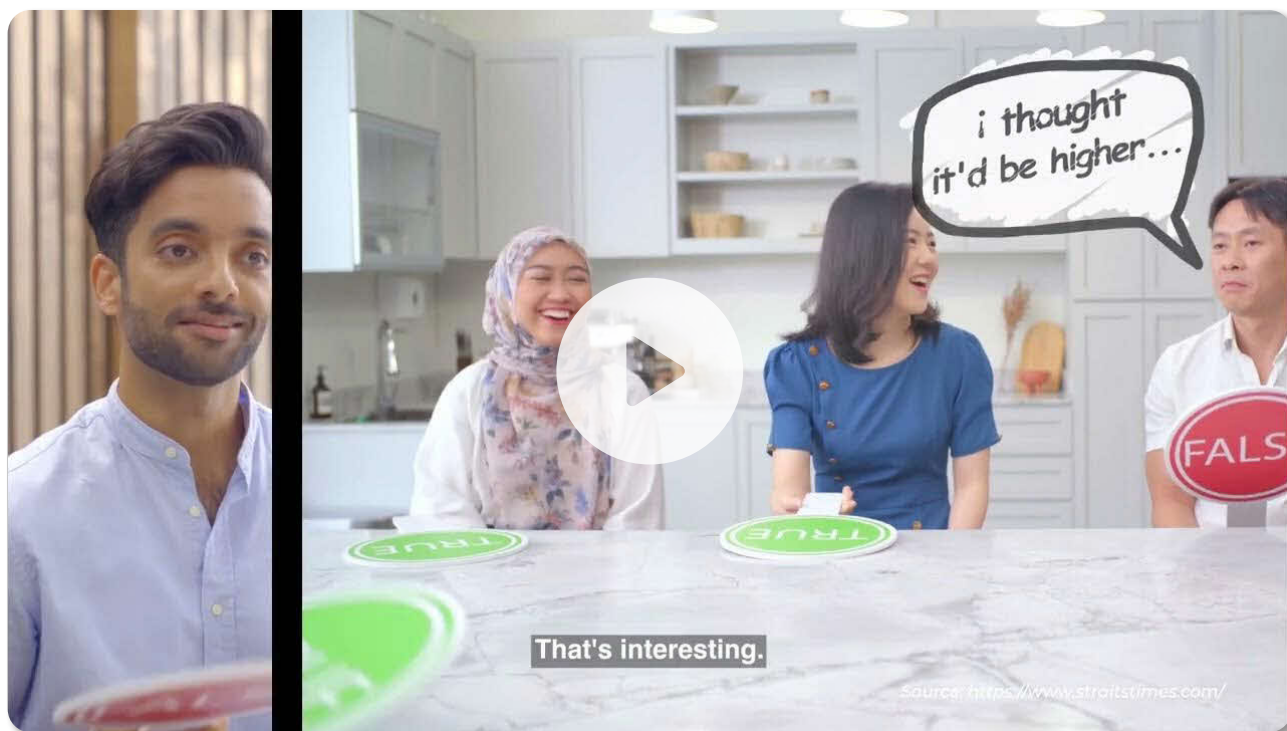 i thought
it'd be higher...
FALS
TRUE
TRUE
That's interesting.
Source: https://www.straitstimes.com/